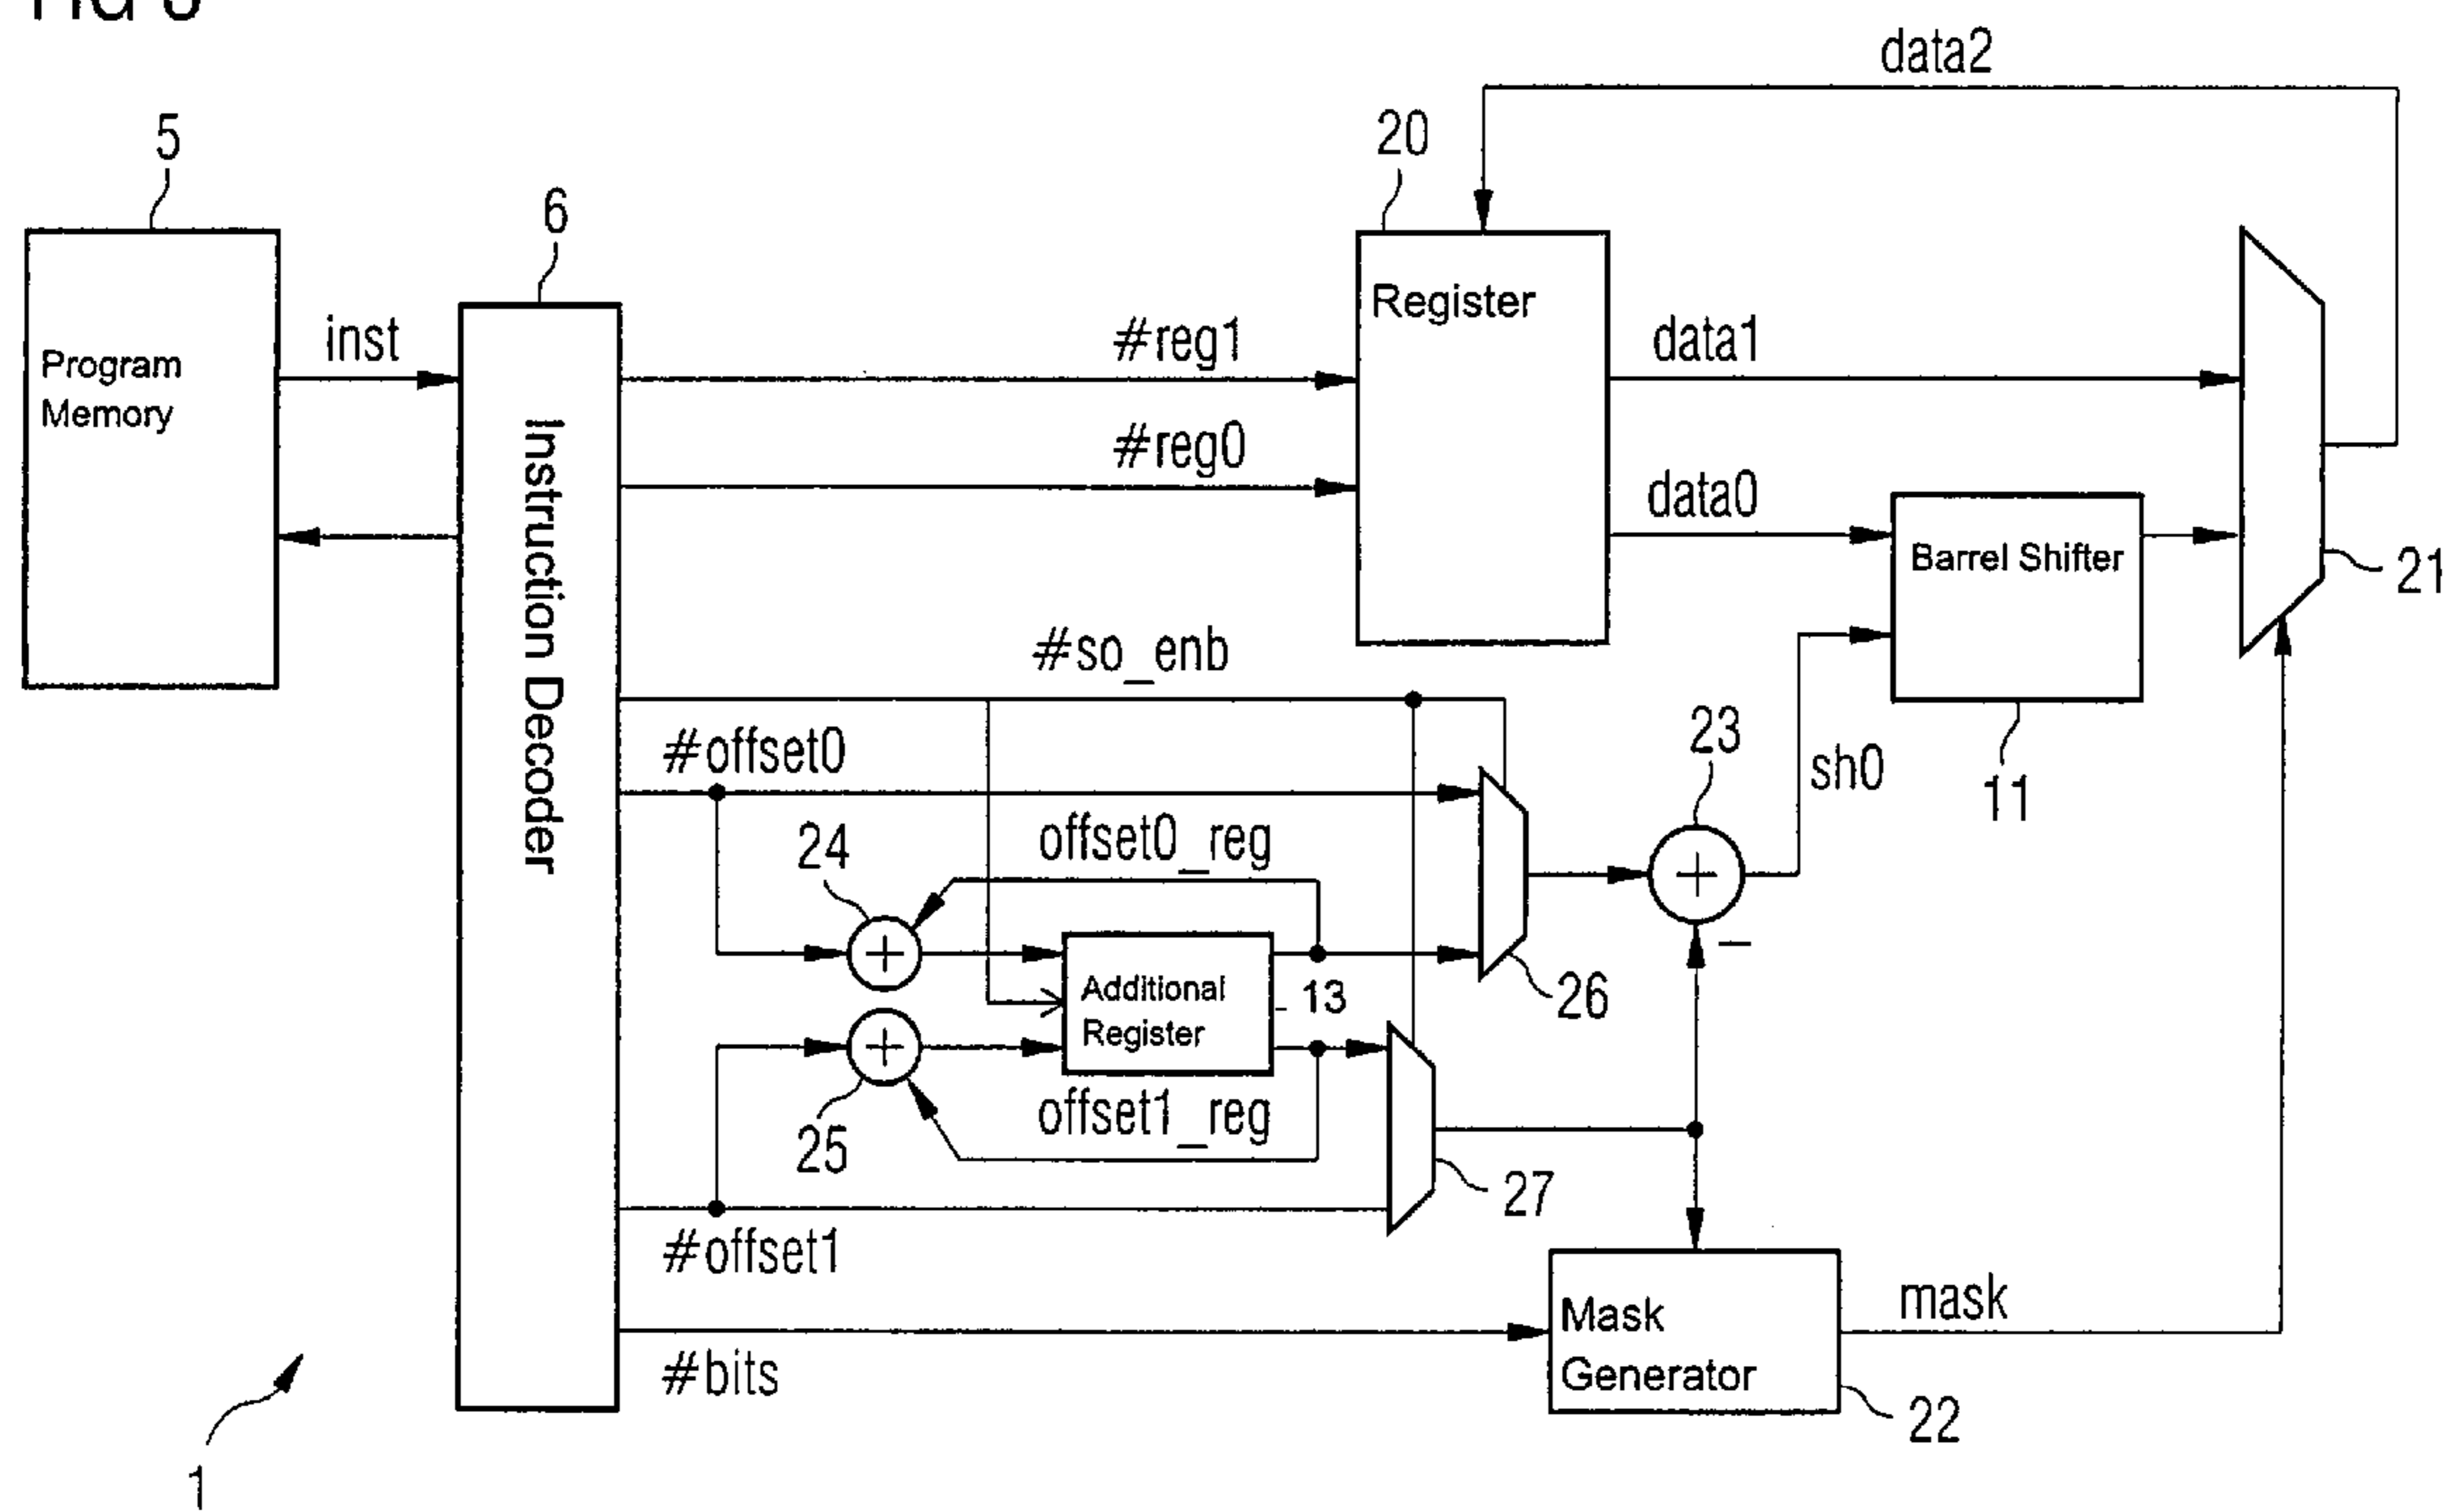 data2
5
20
6
Register
Program
Memory
inst
#reg1
data1
#reg0
data0
Instruction Decoder
Barrel Shifter
21
#so_enb
23
#offset0
sh0
11
24
offset0_reg
Additional
Register
13
26
offset1_reg
25
27
#offset1
Mask
Generator
mask
#bits
22
1